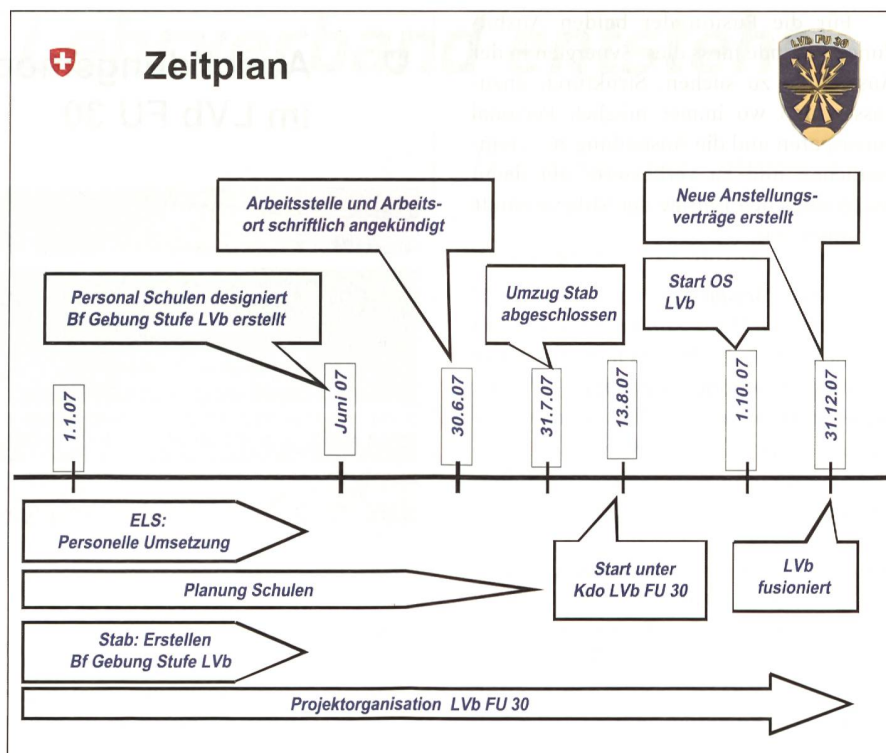 Zeitplan
LVb FU 30
Arbeitsstelle und Arbeits-
ort schriftlich angekündigt
Neue Anstellungs-
verträge erstellt
Personal Schulen designiert
Bf Gebung Stufe LVb erstellt
Umzug Stab
abgeschlossen
Start OS
LVb
1.1.07
Juni 07
30.6.07
31.7.07
13.8.07
1.10.07
31.12.07
ELS:
Personelle Umsetzung
Planung Schulen
Start unter
Kdo LVb FU 30
LVb
fusioniert
Stab: Erstellen
Bf Gebung Stufe LVb
Projektorganisation LVb FU 30